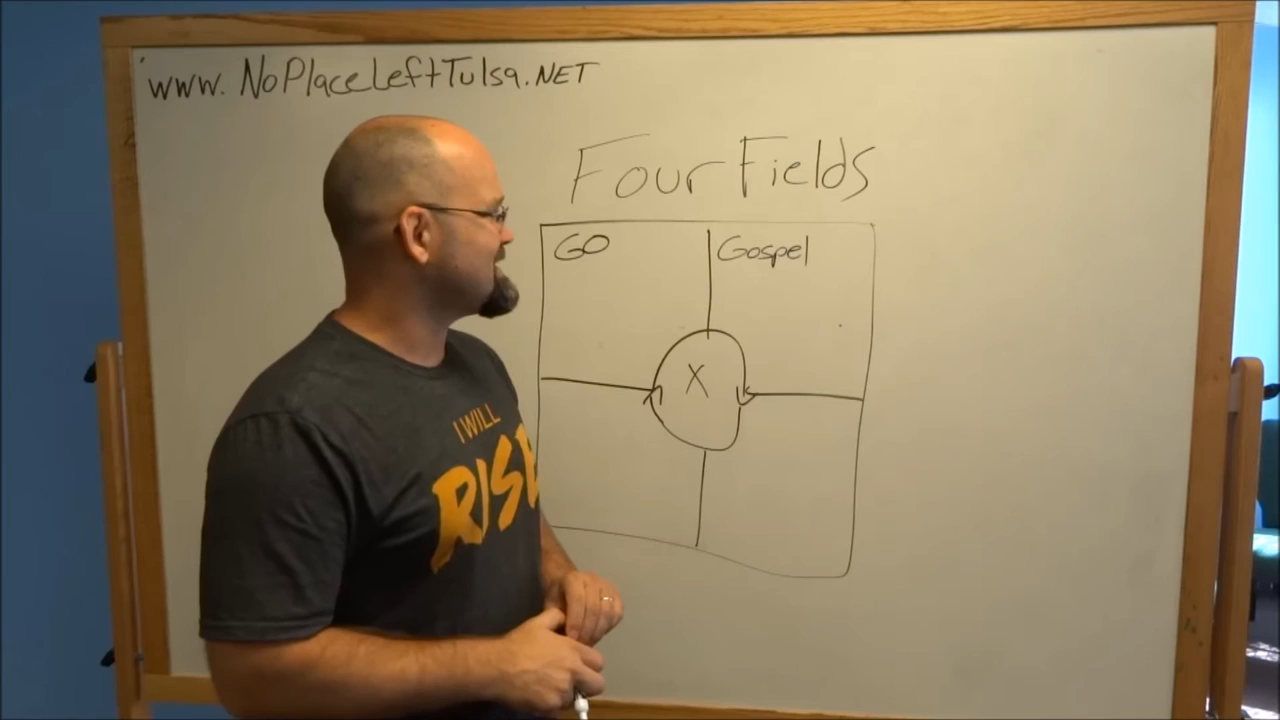 www. NoPlaceLeftTulsa.NET
Four Fields
GO
Gospel
X
I WILL
RISE